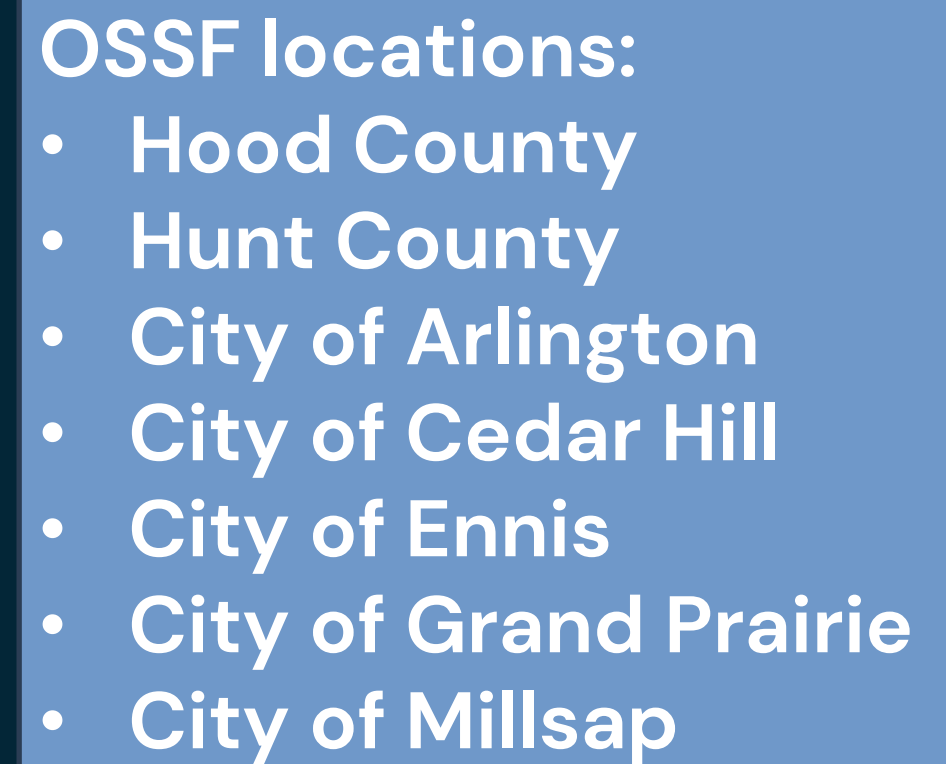 OSSF locations:
• Hood County
• Hunt County
• City of Arlington
• City of Cedar Hill
• City of Ennis
• City of Grand Prairie
• City of Millsap